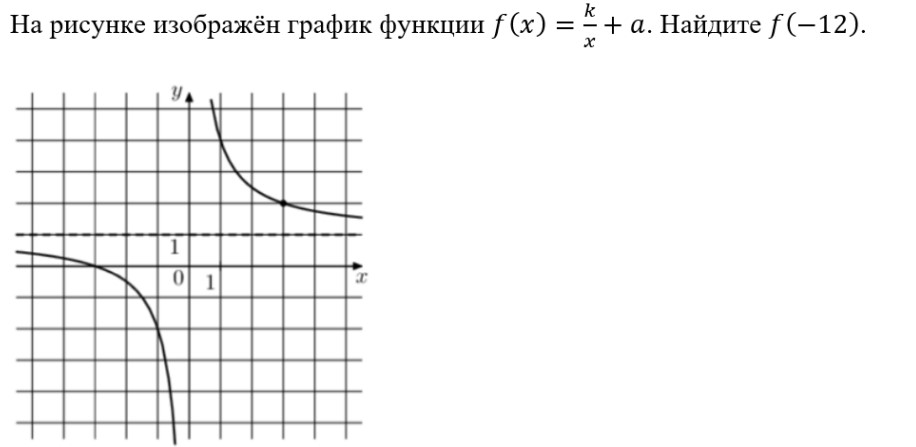 На рисунке изображён график функции f(x) = k/x + a. Найдите f(−12).
y
1
0 1 x